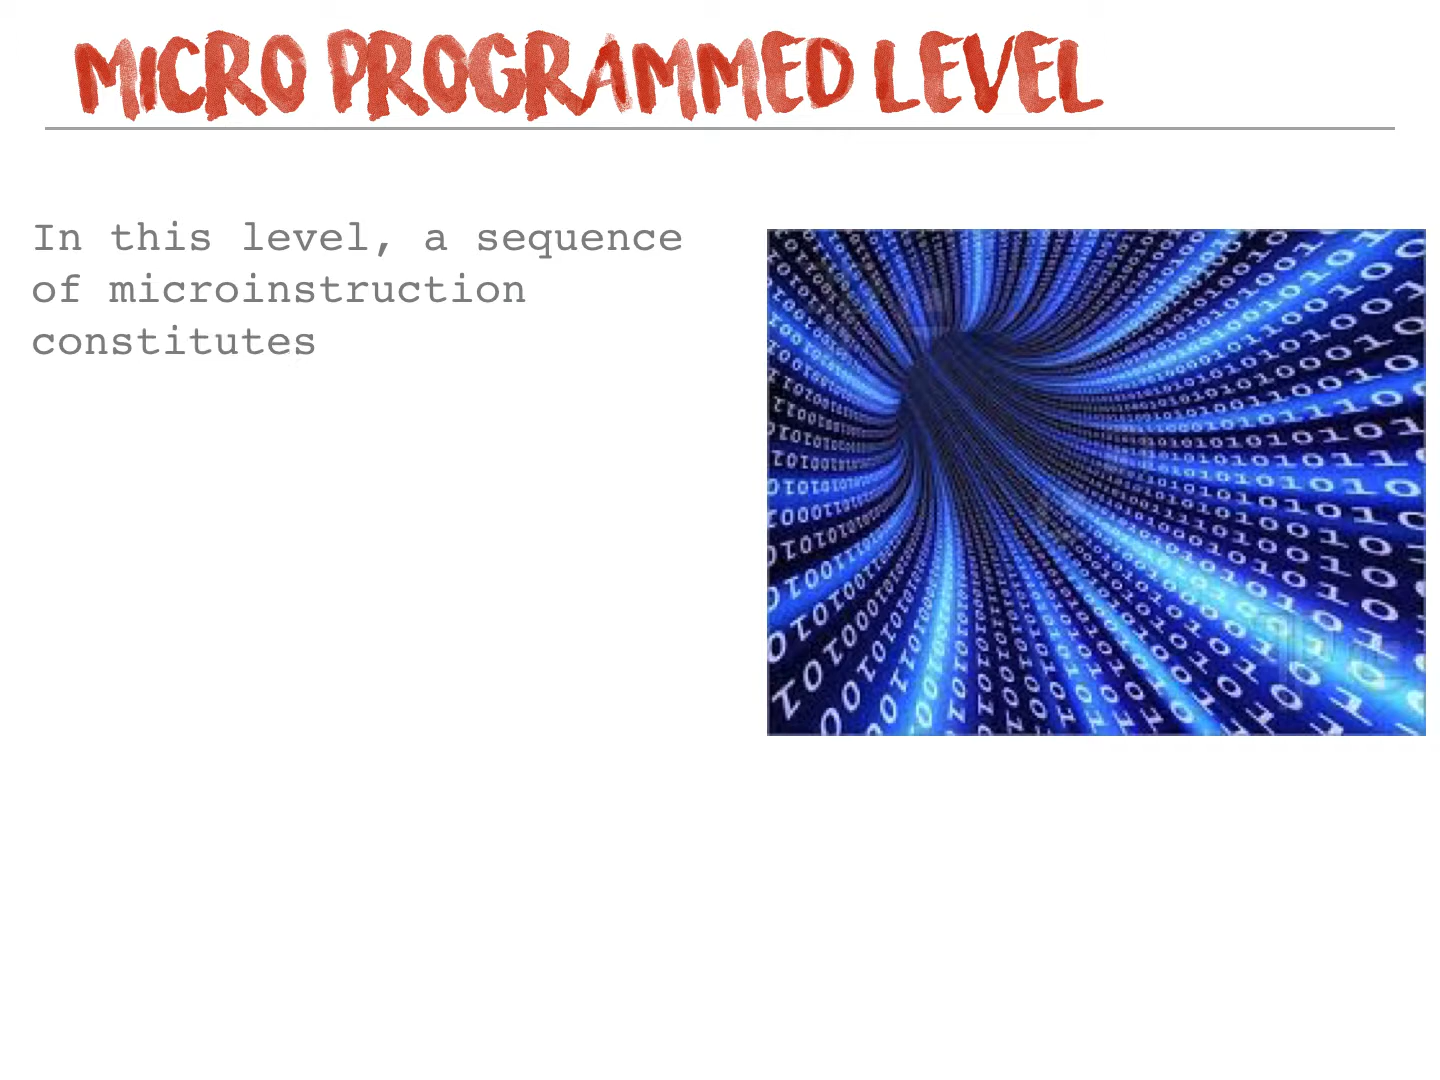 MICRO PROGRAMMED LEVEL
In this level, a sequence
of microinstruction
constitutes